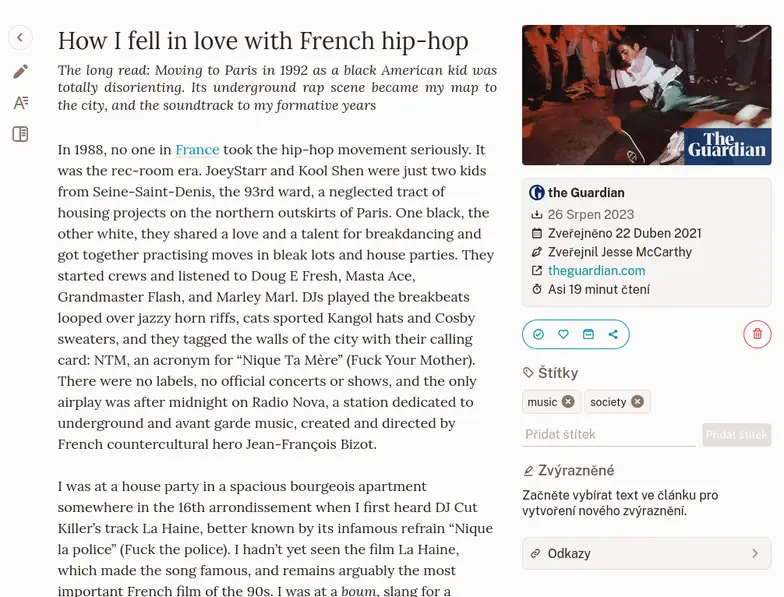 How I fell in love with French hip-hop
The long read: Moving to Paris in 1992 as a black American kid was
totally disorienting. Its underground rap scene became my map to
the city, and the soundtrack to my formative years
In 1988, no one in France took the hip-hop movement seriously. It
was the rec-room era. JoeyStarr and Kool Shen were just two kids
from Seine-Saint-Denis, the 93rd ward, a neglected tract of
housing projects on the northern outskirts of Paris. One black, the
other white, they shared a love and a talent for breakdancing and
got together practising moves in bleak lots and house parties. They
started crews and listened to Doug E Fresh, Masta Ace,
Grandmaster Flash, and Marley Marl. DJs played the breakbeats
looped over jazzy horn riffs, cats sported Kangol hats and Cosby
sweaters, and they tagged the walls of the city with their calling
card: NTM, an acronym for “Nique Ta Mère” (Fuck Your Mother).
There were no labels, no official concerts or shows, and the only
airplay was after midnight on Radio Nova, a station dedicated to
underground and avant garde music, created and directed by
French countercultural hero Jean-François Bizot.
I was at a house party in a spacious bourgeois apartment
somewhere in the 16th arrondissement when I first heard DJ Cut
Killer’s track La Haine, better known by its infamous refrain “Nique
la police” (Fuck the police). I hadn’t yet seen the film La Haine,
which made the song famous, and remains arguably the most
important French film of the 90s. I was at a boum, slang for a
The
Guardian
the Guardian
26 Srpen 2023
Zveřejněno 22 Duben 2021
Zveřejnil Jesse McCarthy
theguardian.com
Asi 19 minut čtení
Štítky
music
society
Přidat štítek
Přidat štítek
Zvýrazněné
Začněte vybírat text ve článku pro
vytvoření nového zvýraznění.
Odkazy